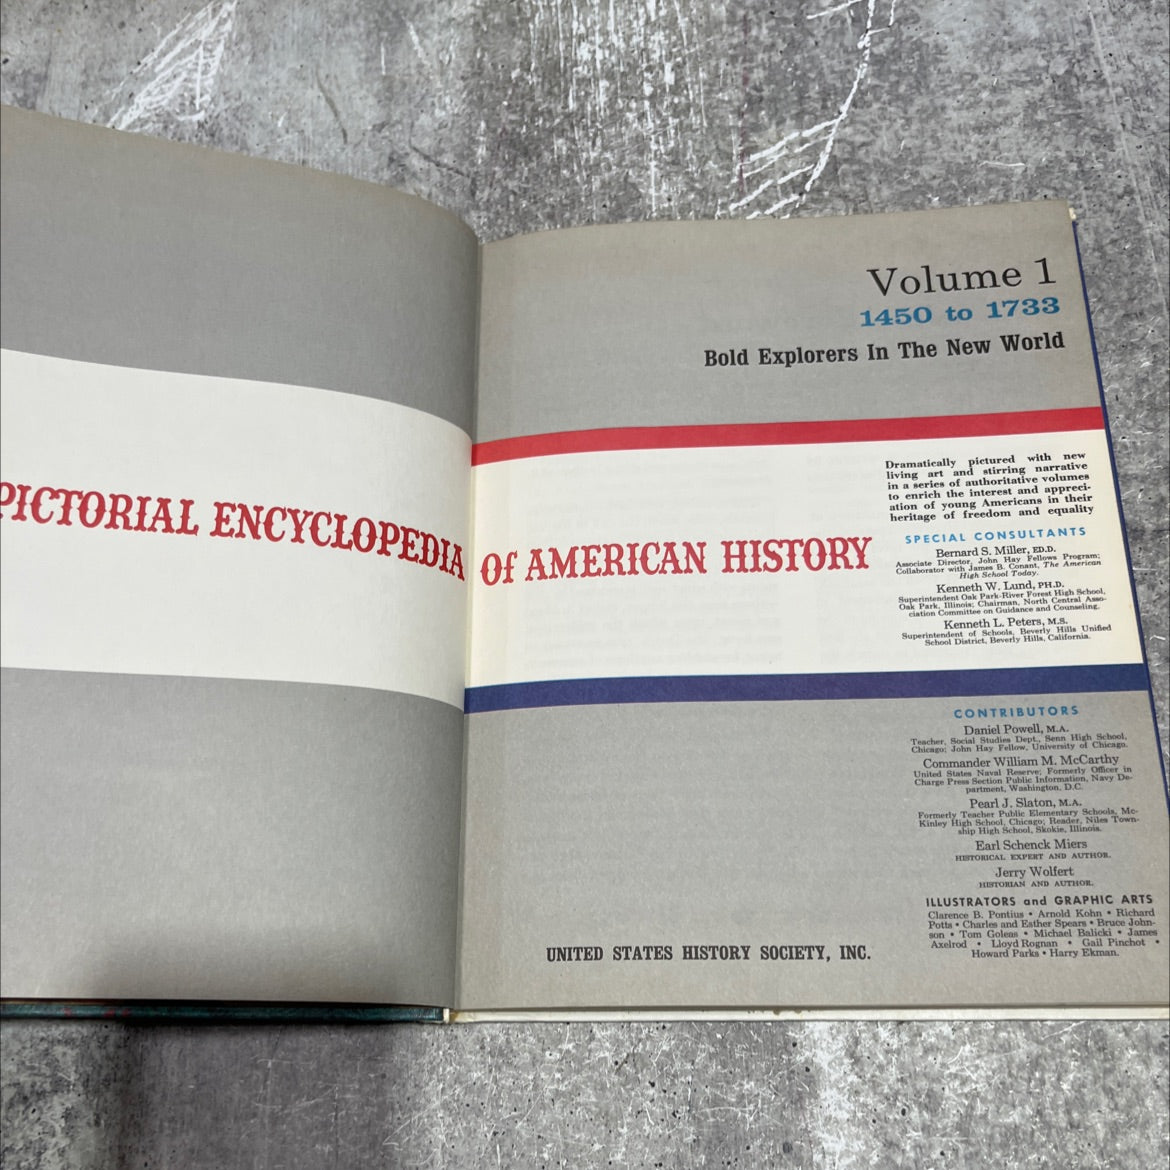 Volume 1
1450 to 1733
Bold Explorers In The New World
PICTORIAL ENCYCLOPEDIA Of AMERICAN HISTORY
Dramatically pictured with new
living art and stirring narrative
in a series of authoritative volumes
to enrich the interest and appreci-
ation of young Americans in their
heritage of freedom and equality
SPECIAL CONSULTANTS
Bernard S. Miller, ED.D.
Associate Director, John Hay Fellows Program;
Collaborator with James B. Conant, The American
High School Today.
Kenneth W. Lund, PH.D.
Superintendent Oak Park-River Forest High School,
Oak Park, Illinois; Chairman, North Central Asso-
ciation Committee on Guidance and Counseling.
Kenneth L. Peters, M.S.
Superintendent of Schools, Beverly Hills Unified
School District, Beverly Hills, California.
CONTRIBUTORS
Daniel Powell, M.A.
Teacher, Social Studies Dept., Senn High School,
Chicago; John Hay Fellow, University of Chicago.
Commander William M. McCarthy
United States Naval Reserve; Formerly Officer in
Charge Press Section Public Information, Navy De-
partment, Washington, D.C.
Pearl J. Slaton, M.A.
Formerly Teacher Public Elementary Schools, Mc-
Kinley High School, Chicago; Reader, Niles Town-
ship High School, Skokie, Illinois.
Earl Schenck Miers
HISTORICAL EXPERT AND AUTHOR.
Jerry Wolfert
HISTORIAN AND AUTHOR.
ILLUSTRATORS and GRAPHIC ARTS
Clarence B. Pontius • Arnold Kohn • Richard
Potts • Charles and Esther Spears • Bruce John-
son • Tom Goleas • Michael Balicki • James
Axelrod • Lloyd Rognan • Gail Pinchot •
Howard Parks • Harry Ekman.
UNITED STATES HISTORY SOCIETY, INC.